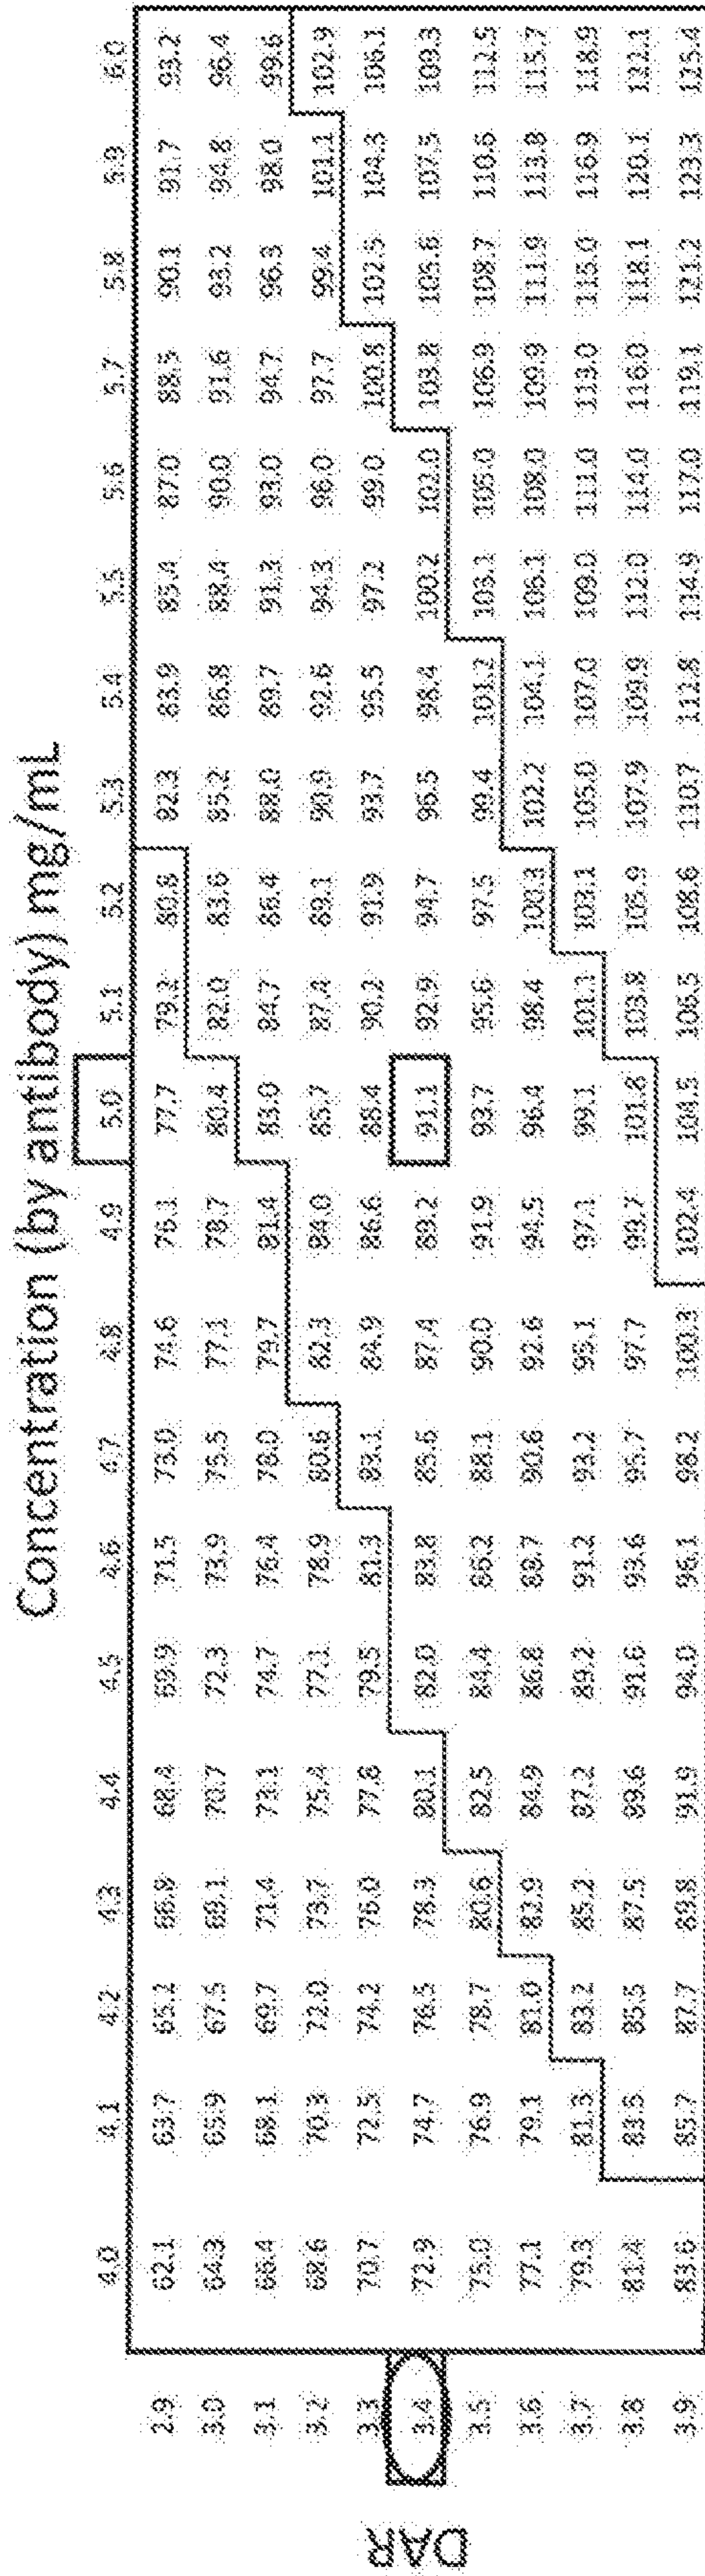 Concentration (by antibody) mg/mL
4.0 4.1 4.2 4.3 4.4 4.5 4.6 4.7 4.8 4.9 5.0 5.1 5.2 5.3 5.4 5.5 5.6 5.7 5.8 5.9 6.0
2.9 62.1 63.7 65.2 66.8 68.4 69.9 71.5 73.0 74.6 76.1 77.7 79.2 80.8 82.3 83.9 85.4 87.0 88.5 90.1 91.7 93.2
3.0 64.3 65.9 67.5 69.1 70.7 72.3 73.9 75.5 77.1 78.7 80.4 82.0 83.6 85.2 86.8 88.4 90.0 91.6 93.2 94.8 96.4
3.1 66.4 68.1 69.7 71.4 73.1 74.7 76.4 78.0 79.7 81.4 83.0 84.7 86.4 88.0 89.7 91.3 93.0 94.7 96.3 98.0 99.6
3.2 68.6 70.3 72.0 73.7 75.4 77.1 78.9 80.6 82.3 84.0 85.7 87.4 89.1 90.9 92.6 94.3 96.0 97.7 99.4 101.1 102.9
3.3 70.7 72.5 74.2 76.0 77.8 79.5 81.3 83.1 84.9 86.6 88.4 90.2 91.9 93.7 95.5 97.2 99.0 100.8 102.5 104.3 106.1
DAR 3.4 72.9 74.7 76.5 78.3 80.1 82.0 83.8 85.6 87.4 89.2 91.1 92.9 94.7 96.5 98.4 100.2 102.0 103.8 105.6 107.5 109.3
3.5 75.0 76.9 78.7 80.6 82.5 84.4 86.2 88.1 90.0 91.9 93.7 95.6 97.5 99.4 101.2 103.1 105.0 106.9 108.7 110.6 112.5
3.6 77.1 79.1 81.0 82.9 84.9 86.8 88.7 90.6 92.6 94.5 96.4 98.4 100.3 102.2 104.1 106.1 108.0 109.9 111.9 113.8 115.7
3.7 79.3 81.3 83.2 85.2 87.2 89.2 91.2 93.2 95.1 97.1 99.1 101.1 103.1 105.0 107.0 109.0 111.0 113.0 115.0 116.9 118.9
3.8 81.4 83.5 85.5 87.5 89.6 91.6 93.6 95.7 97.7 99.7 101.8 103.8 105.9 107.9 109.9 112.0 114.0 116.0 118.1 120.1 122.1
3.9 83.6 85.7 87.7 89.8 91.9 94.0 96.1 98.2 100.3 102.4 104.5 106.5 108.6 110.7 112.8 114.9 117.0 119.1 121.2 123.3 125.4